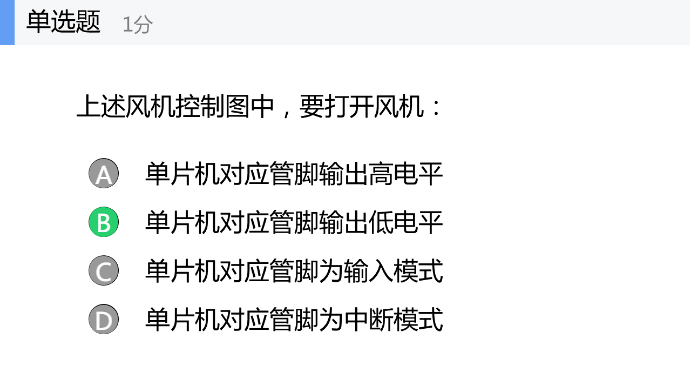 单选题 1分
上述风机控制图中，要打开风机：
A 单片机对应管脚输出高电平
B 单片机对应管脚输出低电平
C 单片机对应管脚为输入模式
D 单片机对应管脚为中断模式